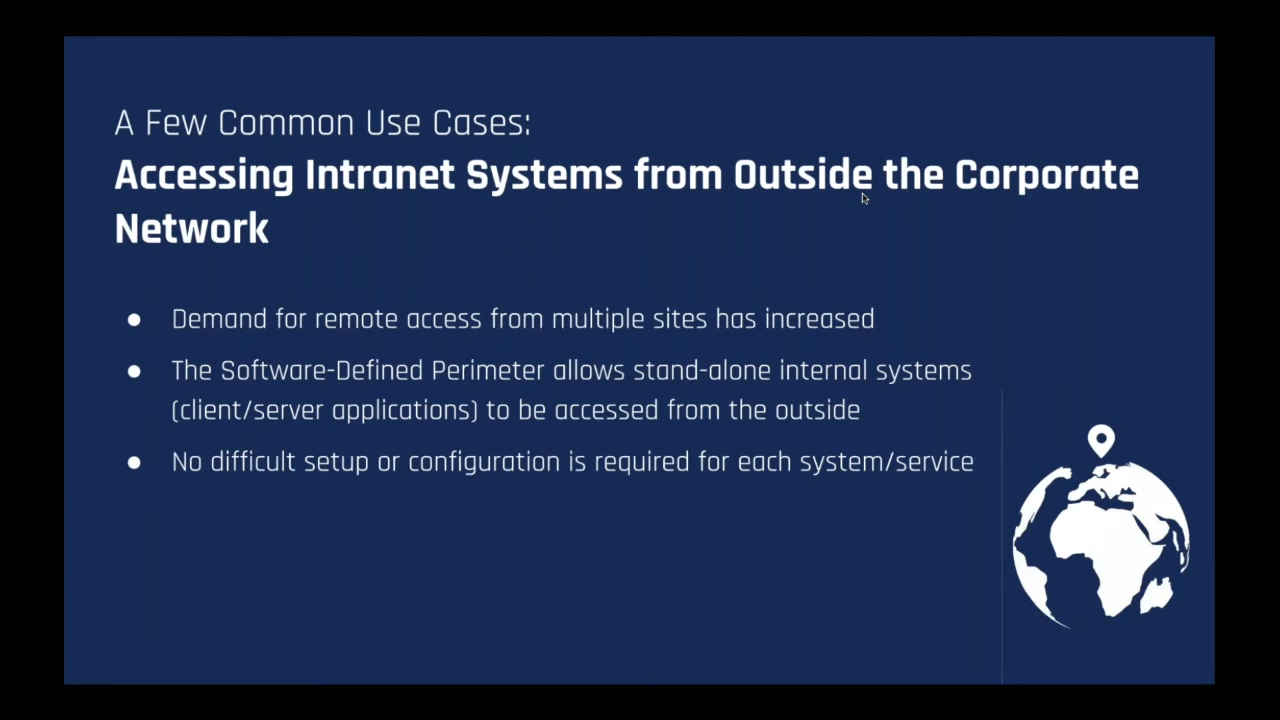 A Few Common Use Cases:
Accessing Intranet Systems from Outside the Corporate
Network
● Demand for remote access from multiple sites has increased
● The Software-Defined Perimeter allows stand-alone internal systems
(client/server applications) to be accessed from the outside
● No difficult setup or configuration is required for each system/service